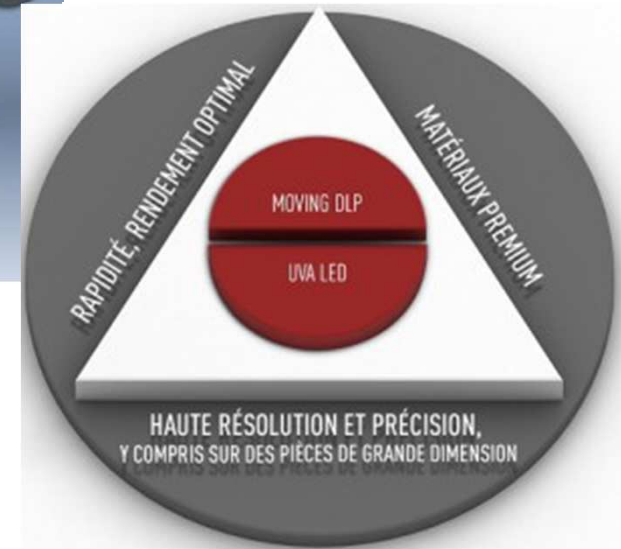 RAPIDITÉ, RENDEMENT OPTIMAL
MATÉRIAUX PREMIUM
MOVING DLP
UVA LED
HAUTE RÉSOLUTION ET PRÉCISION,
Y COMPRIS SUR DES PIÈCES DE GRANDE DIMENSION